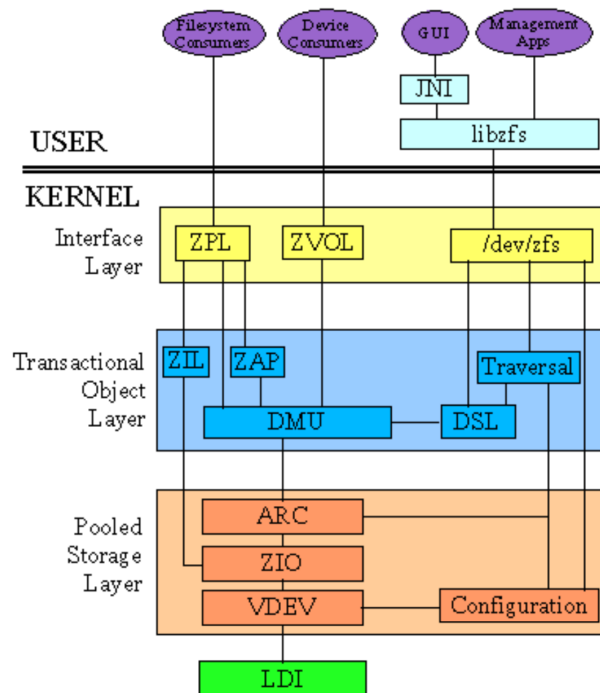 Filesystem
Consumers
Device
Consumers
GUI
Management
Apps
JNI
libzfs
USER
KERNEL
Interface
Layer
ZPL
ZVOL
/dev/zfs
Transactional
Object
Layer
ZIL
ZAP
Traversal
DMU
DSL
Pooled
Storage
Layer
ARC
ZIO
VDEV
Configuration
LDI